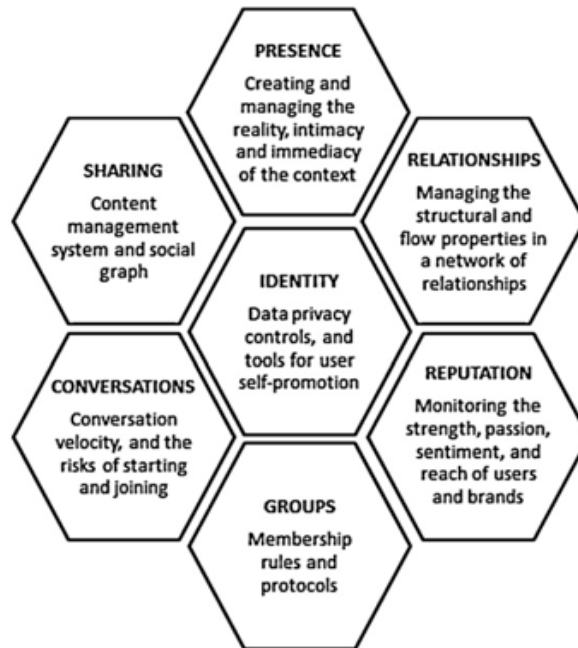 PRESENCE
Creating and
managing the
reality, intimacy
and immediacy
of the context
SHARING
Content
management
system and social
graph
RELATIONSHIPS
Managing the
structural and
flow properties in
a network of
relationships
IDENTITY
Data privacy
controls, and
tools for user
self-promotion
CONVERSATIONS
Conversation
velocity, and the
risks of starting
and joining
REPUTATION
Monitoring the
strength, passion,
sentiment, and
reach of users
and brands
GROUPS
Membership
rules and
protocols